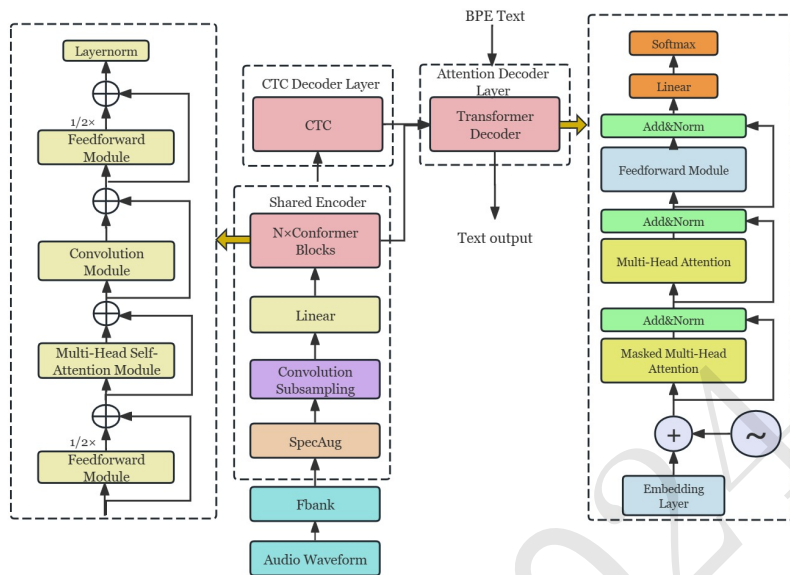 Layernorm
1/2×
Feedforward
Module
Convolution
Module
Multi-Head Self-
Attention Module
1/2×
Feedforward
Module
CTC Decoder Layer
CTC
Shared Encoder
N×Conformer
Blocks
Linear
Convolution
Subsampling
SpecAug
Fbank
Audio Waveform
BPE Text
Attention Decoder
Layer
Transformer
Decoder
Text output
Softmax
Linear
Add&Norm
Feedforward Module
Add&Norm
Multi-Head Attention
Add&Norm
Masked Multi-Head
Attention
+
~
Embedding
Layer
024